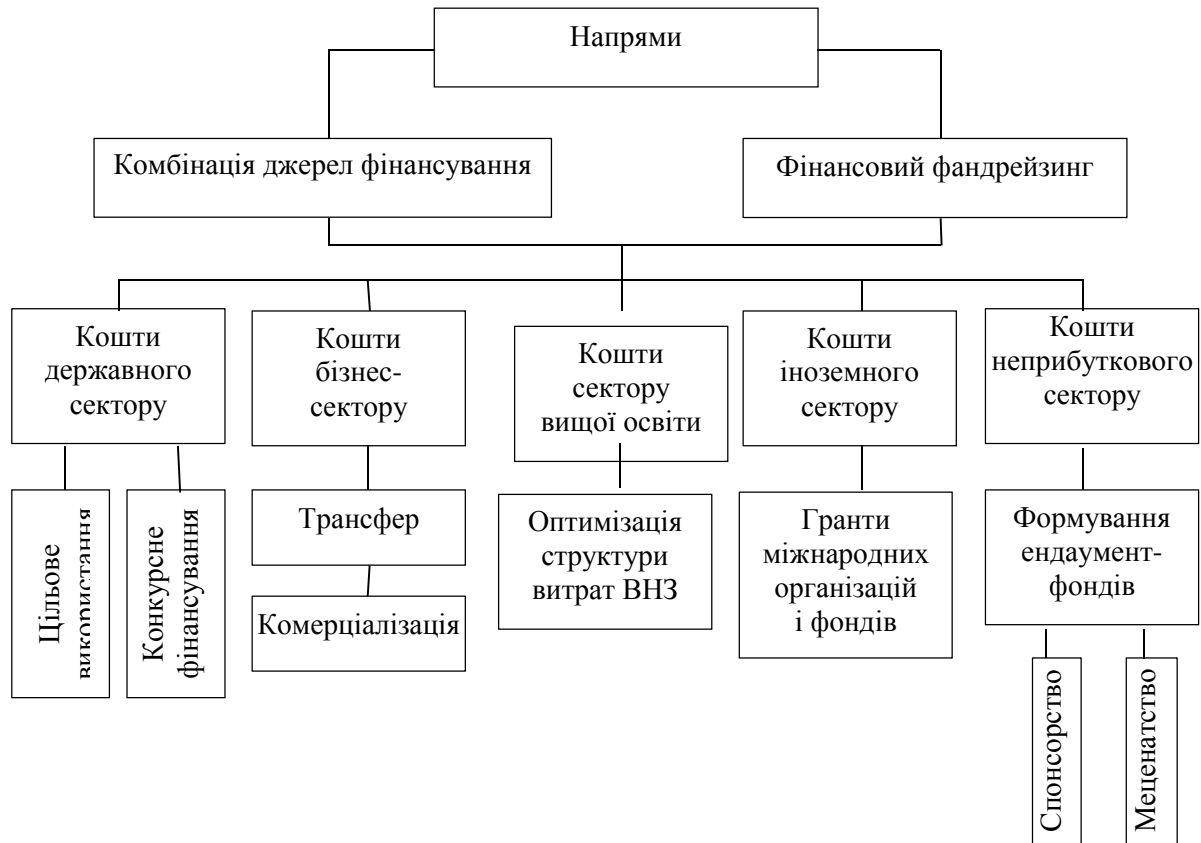 Напрями
Комбінація джерел фінансування
Фінансовий фандрейзинг
Кошти
державного
сектору
Кошти
бізнес-
сектору
Кошти
сектору
вищої освіти
Кошти
іноземного
сектору
Кошти
неприбуткового
сектору
Цільове
використання
Конкурсне
фінансування
Трансфер
Комерціалізація
Оптимізація
структури
витрат ВНЗ
Гранти
міжнародних
організацій
і фондів
Формування
ендаумент-
фондів
Спонсорство
Меценатство